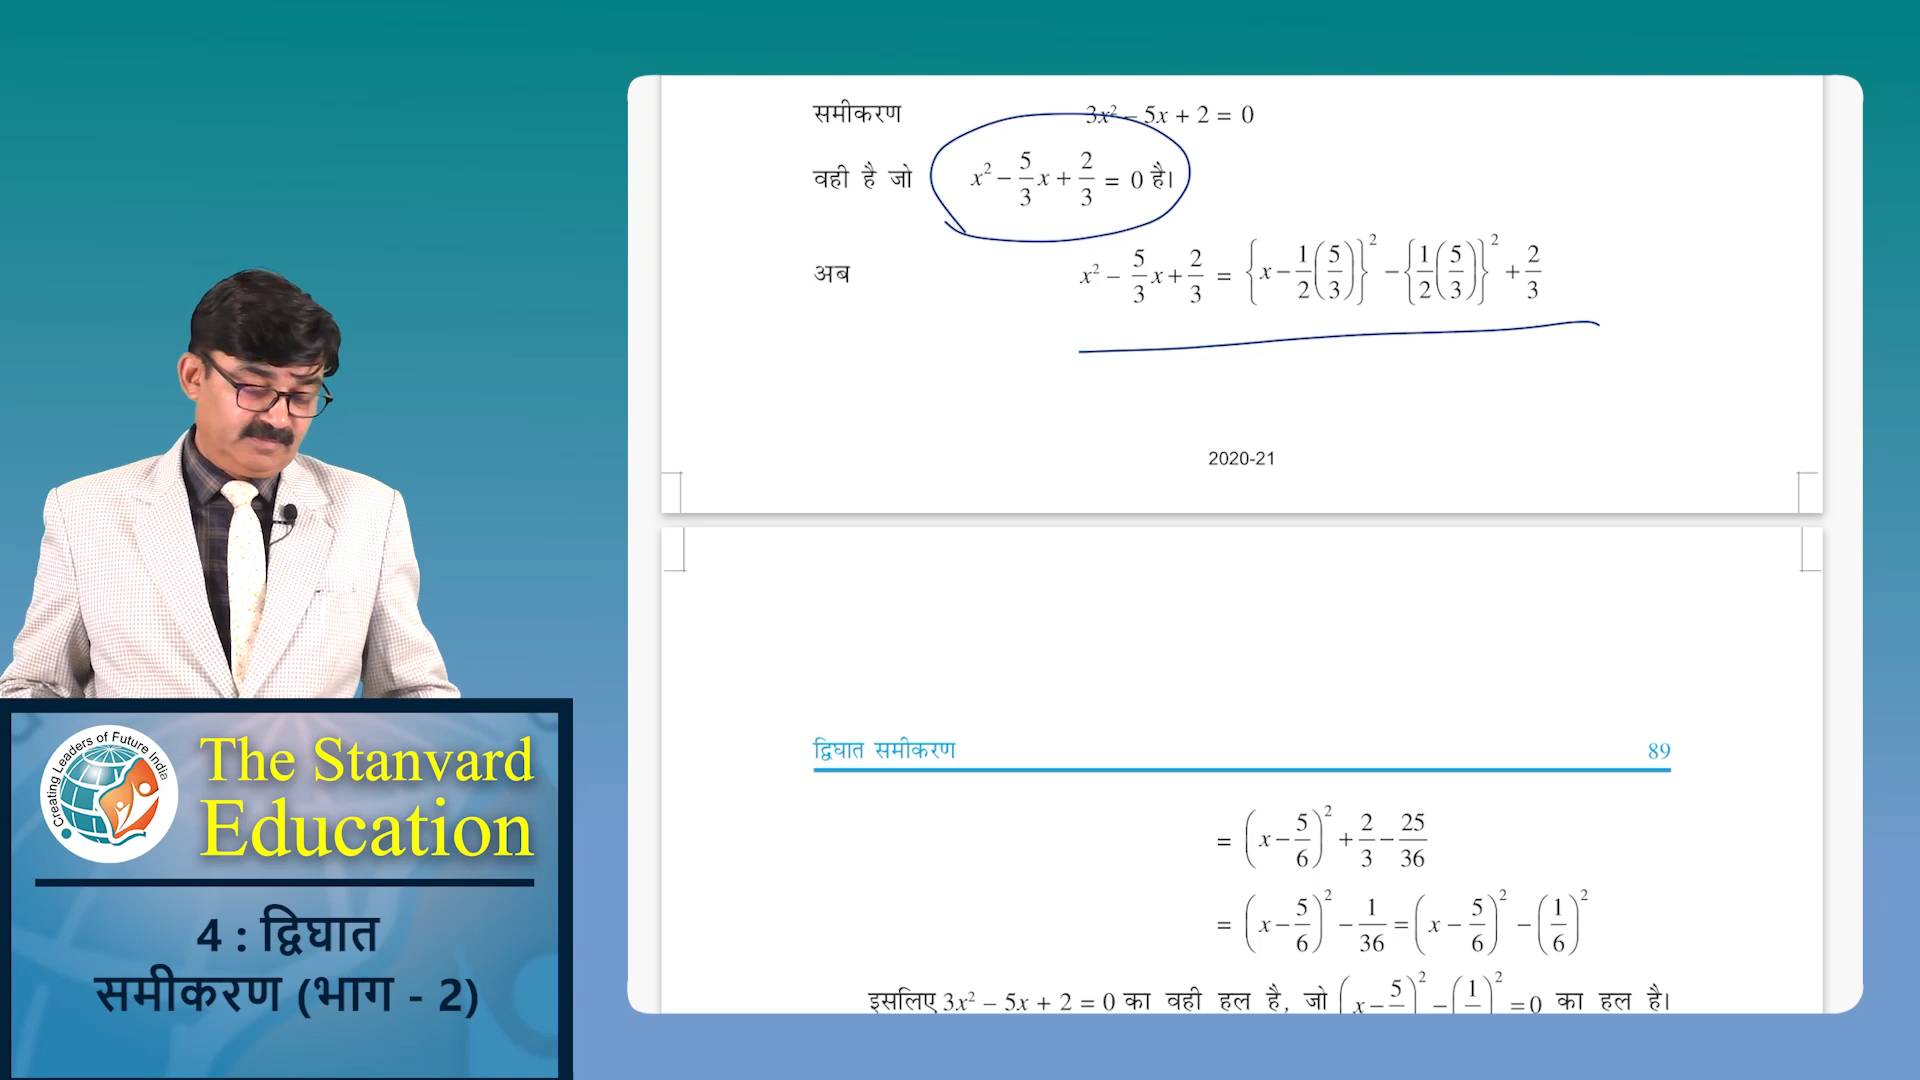 समीकरण 3x² – 5x + 2 = 0
वही है जो x² − 5/3 x + 2/3 = 0 है।
अब x² − 5/3 x + 2/3 = {x − 1/2 (5/3)}² − {1/2 (5/3)}² + 2/3
2020-21
द्विघात समीकरण 89
= (x − 5/6)² + 2/3 − 25/36
= (x − 5/6)² − 1/36 = (x − 5/6)² − (1/6)²
इसलिए 3x² – 5x + 2 = 0 का वही हल है, जो (x − 5/6)² − (1/6)² = 0 का हल है।
Creating Leaders of Future India
The Stanvard
Education
4 : द्विघात
समीकरण (भाग - 2)